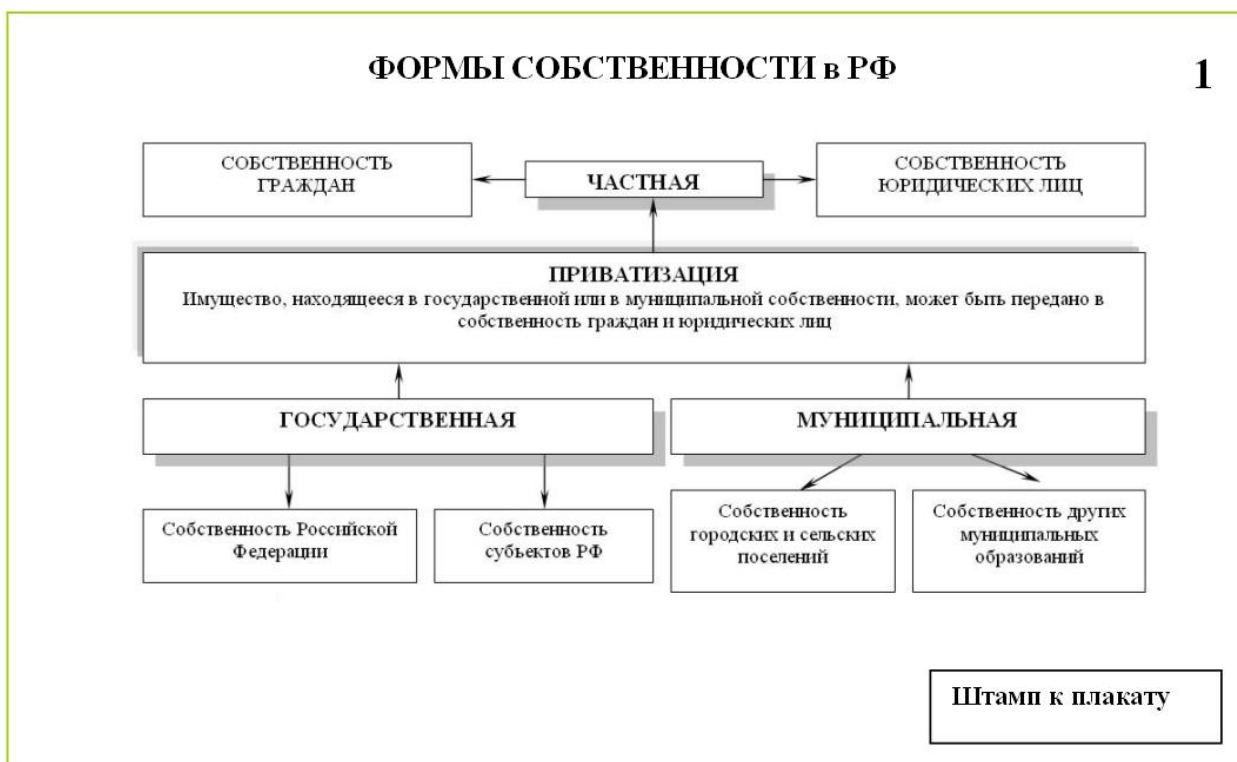 ФОРМЫ СОБСТВЕННОСТИ в РФ
1
СОБСТВЕННОСТЬ
ГРАЖДАН
ЧАСТНАЯ
СОБСТВЕННОСТЬ
ЮРИДИЧЕСКИХ ЛИЦ
ПРИВАТИЗАЦИЯ
Имущество, находящееся в государственной или в муниципальной собственности, может быть передано в
собственность граждан и юридических лиц
ГОСУДАРСТВЕННАЯ
МУНИЦИПАЛЬНАЯ
Собственность Российской
Федерации
Собственность
субъектов РФ
Собственность
городских и сельских
поселений
Собственность других
муниципальных
образований
Штамп к плакату